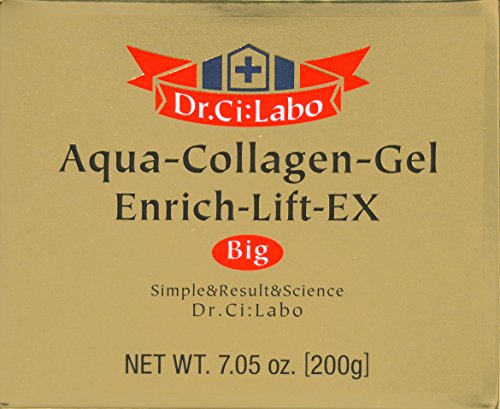 Dr.Ci:Labo
Aqua-Collagen-Gel
Enrich-Lift-EX
Big
Simple&Result&Science
Dr.Ci:Labo
NET WT. 7.05 oz. [200g]